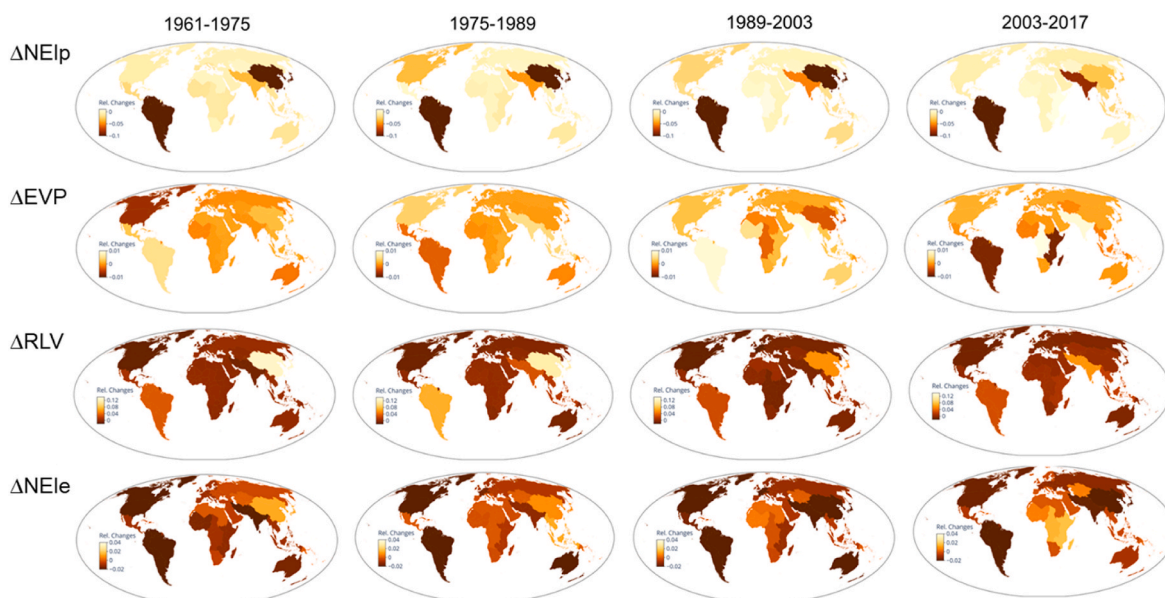 1961-1975 1975-1989 1989-2003 2003-2017
ΔNEIp
Rel. Changes Rel. Changes Rel. Changes Rel. Changes
0 0 0 0
−0.05 −0.05 −0.05 −0.05
−0.1 −0.1 −0.1 −0.1
ΔEVP
Rel. Changes Rel. Changes Rel. Changes Rel. Changes
0.01 0.01 0.01 0.01
0 0 0 0
−0.01 −0.01 −0.01 −0.01
ΔRLV
Rel. Changes Rel. Changes Rel. Changes Rel. Changes
0.12 0.12 0.12 0.12
0.08 0.08 0.08 0.08
0.04 0.04 0.04 0.04
0 0 0 0
ΔNEIe
Rel. Changes Rel. Changes Rel. Changes Rel. Changes
0.04 0.04 0.04 0.04
0.02 0.02 0.02 0.02
0 0 0 0
−0.02 −0.02 −0.02 −0.02